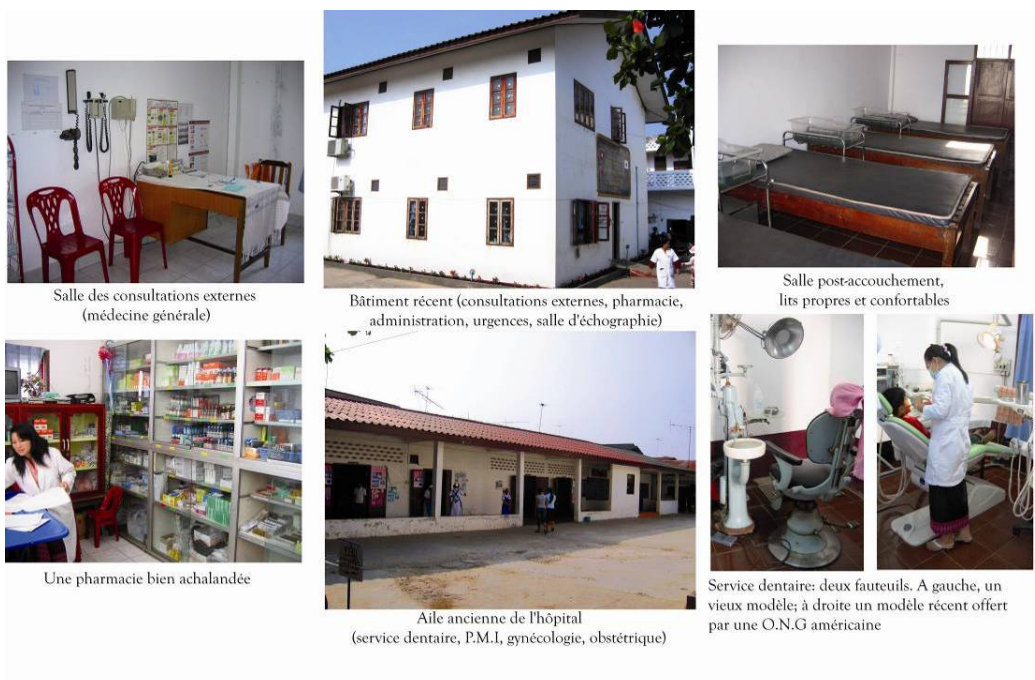 Salle des consultations externes
(médecine générale)
Bâtiment récent (consultations externes, pharmacie,
administration, urgences, salle d'échographie)
Salle post-accouchement,
lits propres et confortables
Une pharmacie bien achalandée
Aile ancienne de l'hôpital
(service dentaire, P.M.I, gynécologie, obstétrique)
Service dentaire: deux fauteuils. A gauche, un
vieux modèle; à droite un modèle récent offert
par une O.N.G américaine